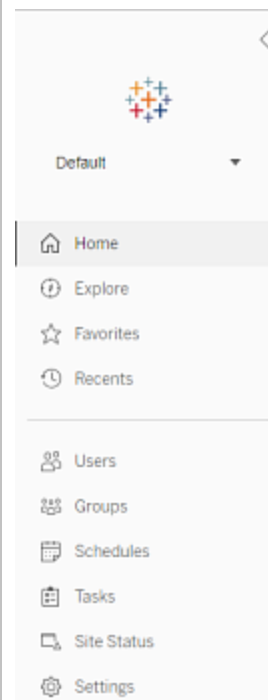 Default
Home
Explore
Favorites
Recents
Users
Groups
Schedules
Tasks
Site Status
Settings